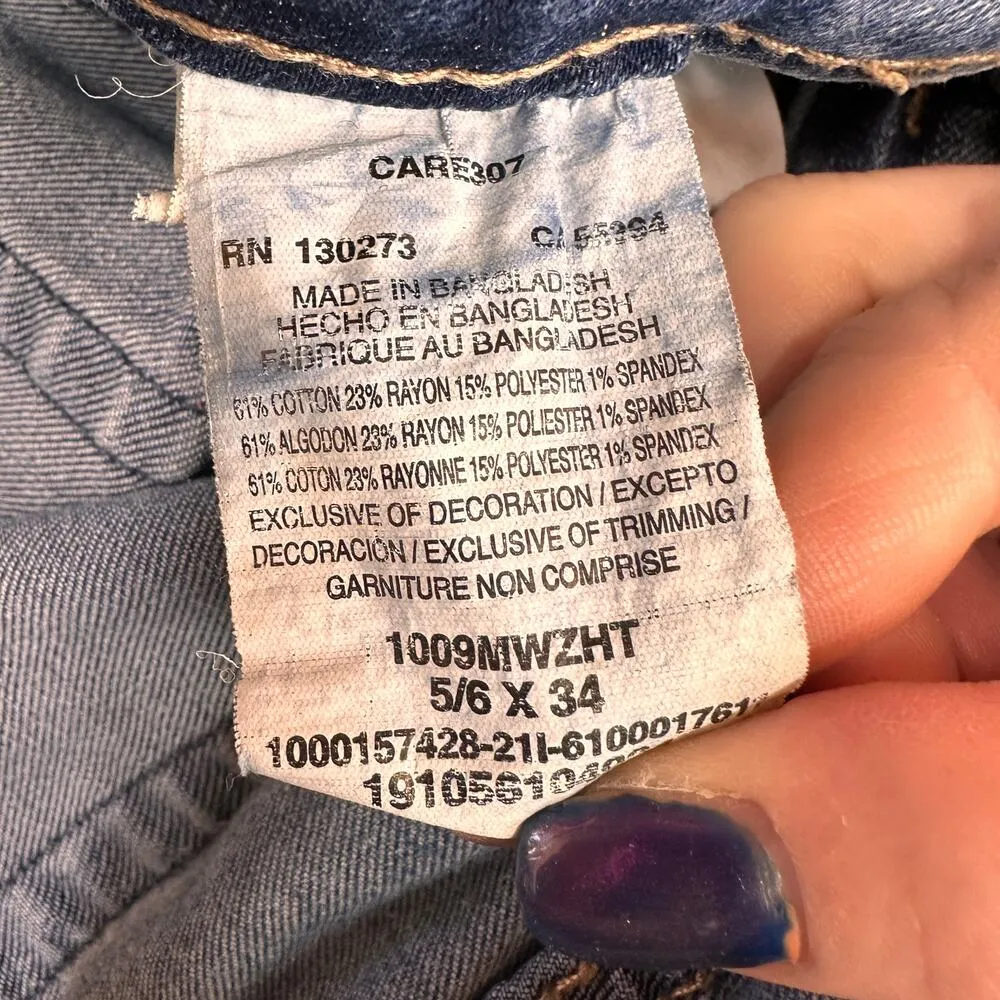 CARE307
RN 130273
MADE IN BANGLADESH
HECHO EN BANGLADESH
FABRIQUE AU BANGLADESH
61% COTTON 23% RAYON 15% POLYESTER 1% SPANDEX
61% ALGODON 23% RAYON 15% POLIESTER 1% SPANDEX
61% COTON 23% RAYONNE 15% POLYESTER 1% SPANDEX
EXCLUSIVE OF DECORATION / EXCEPTO
DECORACIÓN / EXCLUSIVE OF TRIMMING /
GARNITURE NON COMPRISE
1009MWZHT
5/6 X 34